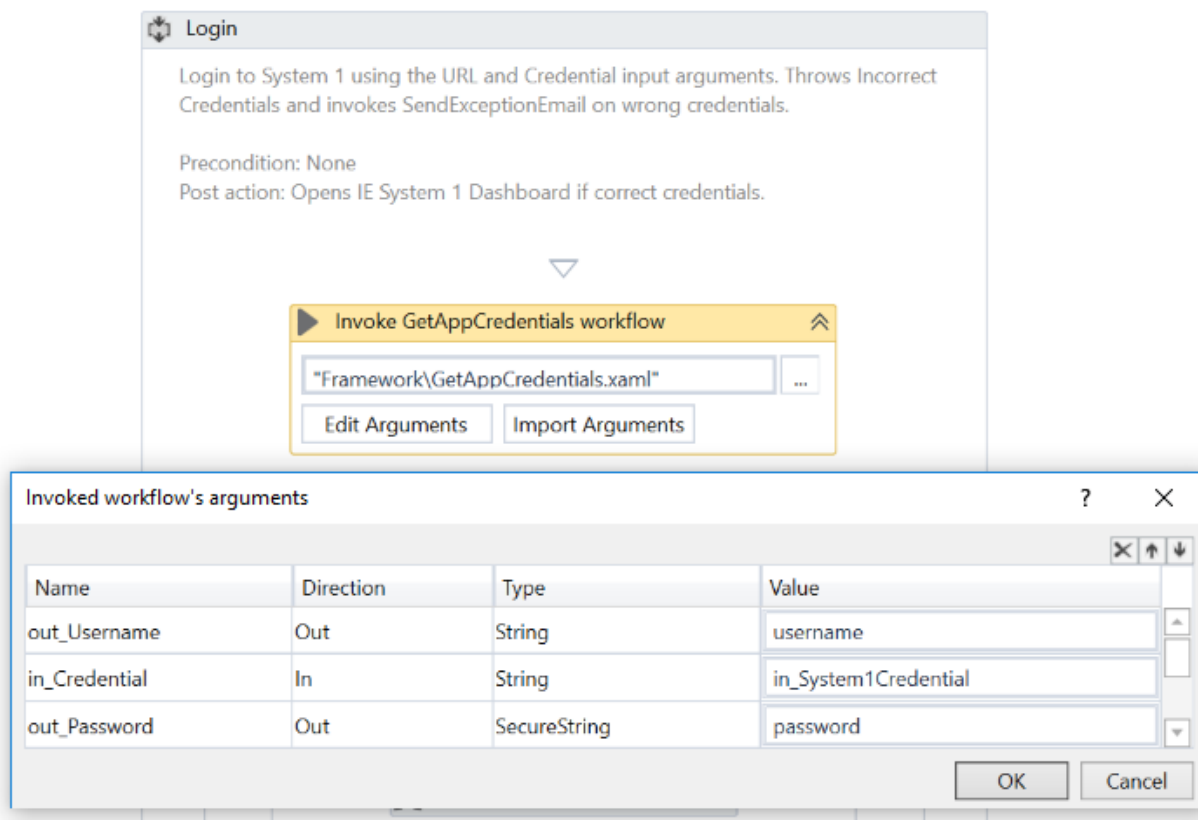 Login
Login to System 1 using the URL and Credential input arguments. Throws Incorrect
Credentials and invokes SendExceptionEmail on wrong credentials.
Precondition: None
Post action: Opens IE System 1 Dashboard if correct credentials.
Invoke GetAppCredentials workflow
"Framework\GetAppCredentials.xaml"
...
Edit Arguments Import Arguments
Invoked workflow's arguments ?
Name Direction Type Value
out_Username Out String username
in_Credential In String in_System1Credential
out_Password Out SecureString password
OK Cancel